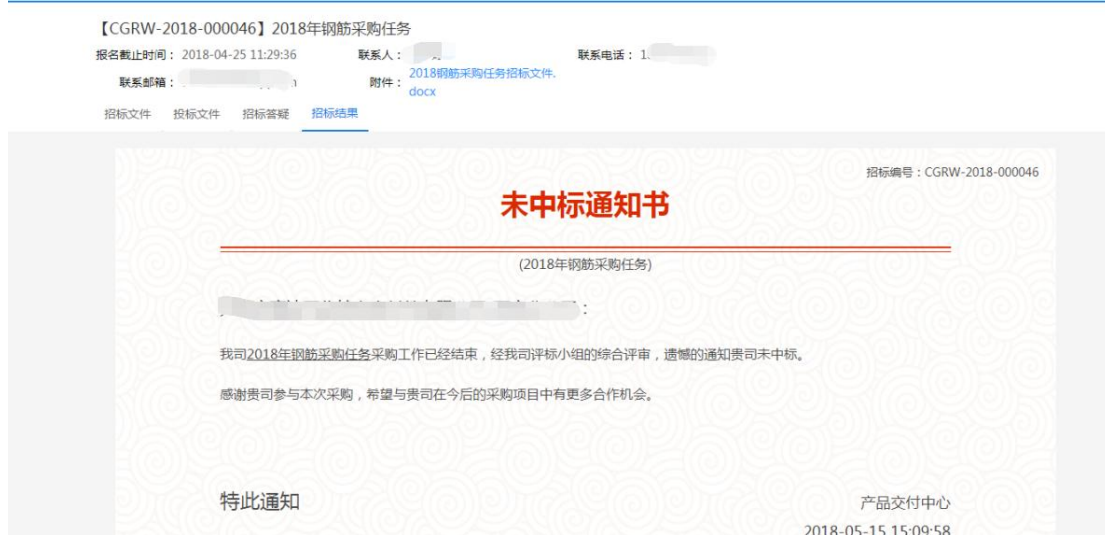 【CGRW-2018-000046】2018年钢筋采购任务
报名截止时间： 2018-04-25 11:29:36 联系人： 联系电话： 1
联系邮箱： 附件： 2018钢筋采购任务招标文件.
docx
招标文件 投标文件 招标答疑 招标结果
招标编号：CGRW-2018-000046
未中标通知书
(2018年钢筋采购任务)
：
我司2018年钢筋采购任务采购工作已经结束，经我司评标小组的综合评审，遗憾的通知贵司未中标。
感谢贵司参与本次采购，希望与贵司在今后的采购项目中有更多合作机会。
特此通知
产品交付中心
2018-05-15 15:09:58